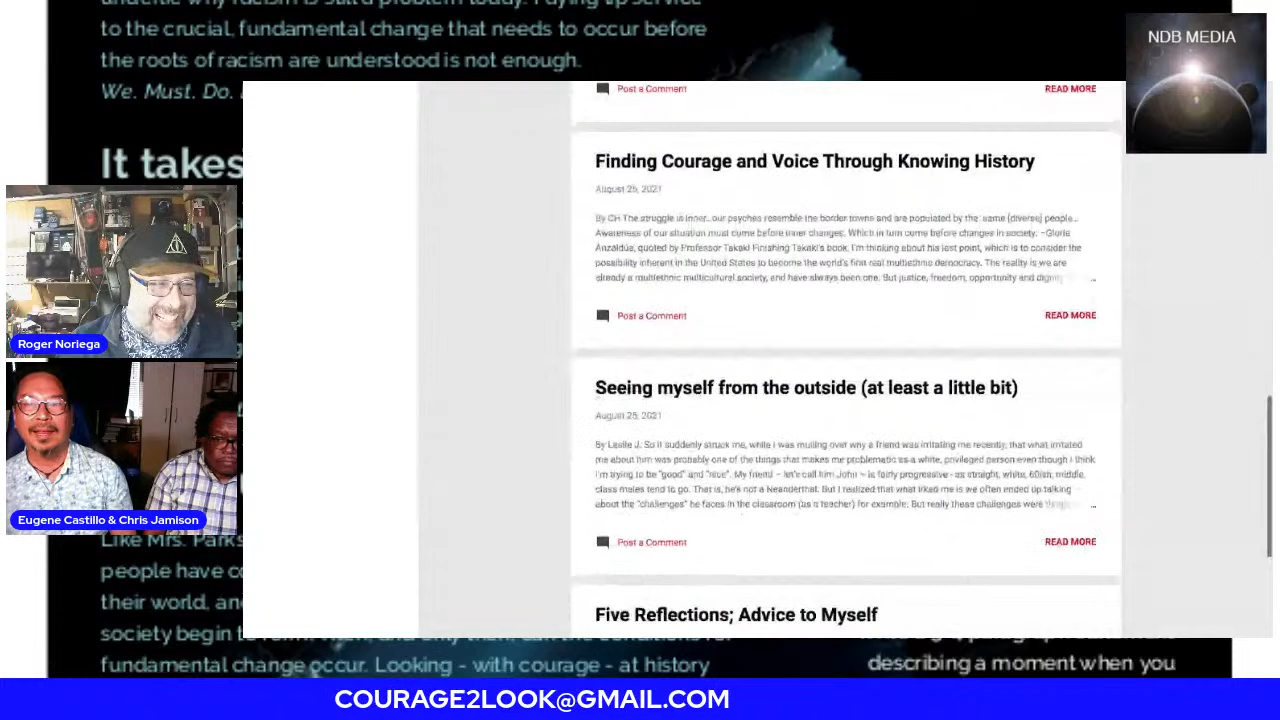 to the crucial, fundamental change that needs to occur before
the roots of racism are understood is not enough.
We. Must. Do.
It takes
NDB MEDIA
Post a Comment
READ MORE
Finding Courage and Voice Through Knowing History
August 25, 2021
By CH The struggle is inner...our psyches resemble the border towns and are populated by the same (diverse) people...
Awareness of our situation must come before inner changes. Which in turn come before changes in society. ~Gloria
Anzaldúa, quoted by Professor Takaki Finishing Takaki's book, I'm thinking about his last point, which is to consider the
possibility inherent in the United States to become the world's first real multiethnic democracy. The reality is we are
already a multiethnic multicultural society, and have always been one. But justice, freedom, opportunity and dignity
...
Post a Comment
READ MORE
Seeing myself from the outside (at least a little bit)
August 25, 2021
By Leslie J. So it suddenly struck me, while I was mulling over why a friend was irritating me recently, that what irritated
me about him was probably one of the things that makes me problematic as a white, privileged person even though I think
I'm trying to be "good" and "nice". My friend – let's call him John – is fairly progressive - as straight, white, 60ish, middle
class males tend to go. That is, he's not a Neanderthal. But I realized that what irked me is we often ended up talking
about the "challenges" he faces in the classroom (as a teacher) for example. But really these challenges were
...
Post a Comment
READ MORE
Five Reflections; Advice to Myself
Roger Noriega
Eugene Castillo & Chris Jamison
Like Mrs. Parks
people have
their world, an
society begin
fundamental change occur. Looking - with courage - at history
describing a moment when you
COURAGE2LOOK@GMAIL.COM